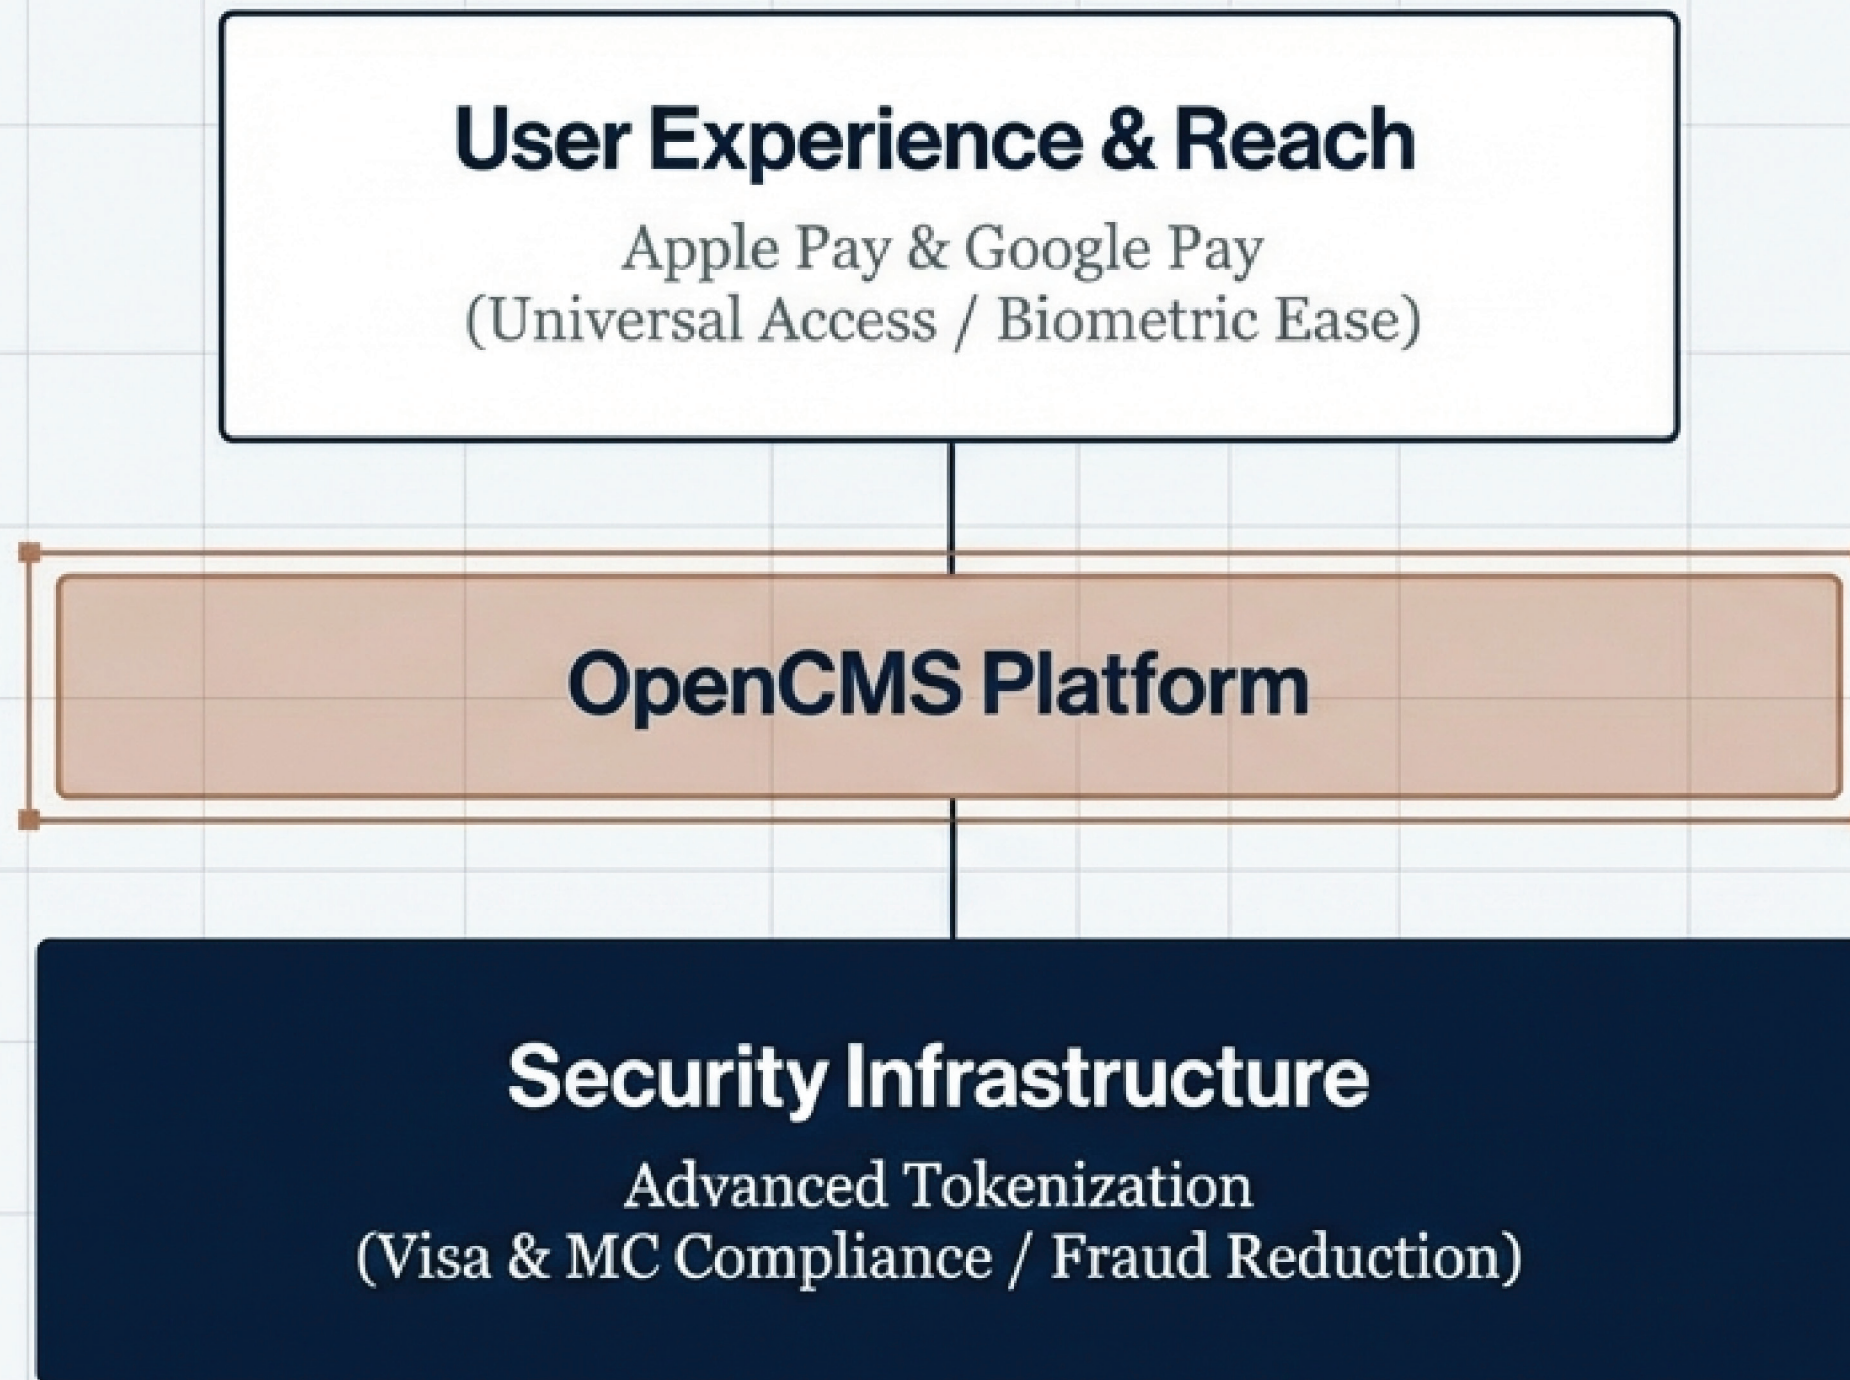 User Experience & Reach
Apple Pay & Google Pay
(Universal Access / Biometric Ease)
OpenCMS Platform
Security Infrastructure
Advanced Tokenization
(Visa & MC Compliance / Fraud Reduction)